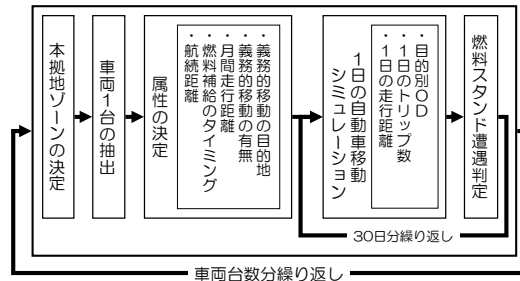 本拠地ゾーンの決定
車両1台の抽出
属性の決定
・義務的移動の目的地
・義務的移動の有無
・月間走行距離
・燃料補給のタイミング
・航続距離
1日の自動車移動
シミュレーション
・目的別OD
・1日のトリップ数
・1日の走行距離
燃料スタンド遭遇判定
30日分繰り返し
車両台数分繰り返し